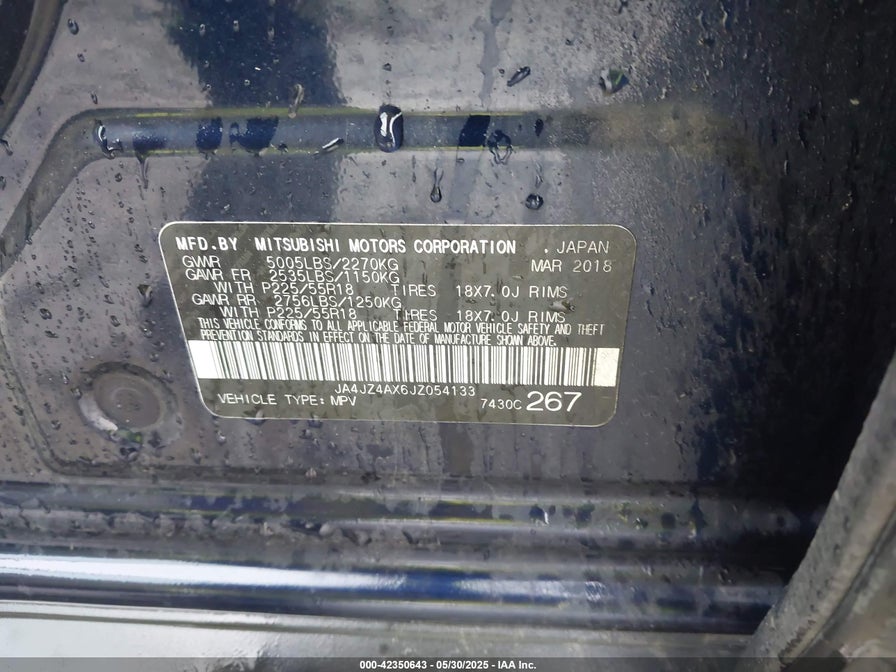 MFD.BY MITSUBISHI MOTORS CORPORATION . JAPAN
GVWR 5005LBS/2270KG MAR 2018
GAWR FR 2535LBS/1150KG
WITH P225/55R18 TIRES 18X7.0J RIMS
GAWR RR 2756LBS/1250KG
WITH P225/55R18 TIRES 18X7.0J RIMS
THIS VEHICLE CONFORMS TO ALL APPLICABLE FEDERAL MOTOR VEHICLE SAFETY AND THEFT
PREVENTION STANDARDS IN EFFECT ON THE DATE OF MANUFACTURE SHOWN ABOVE.
JA4JZ4AX6JZ054133
VEHICLE TYPE: MPV 7430C 267
000-42350643 - 05/30/2025 - IAA Inc.